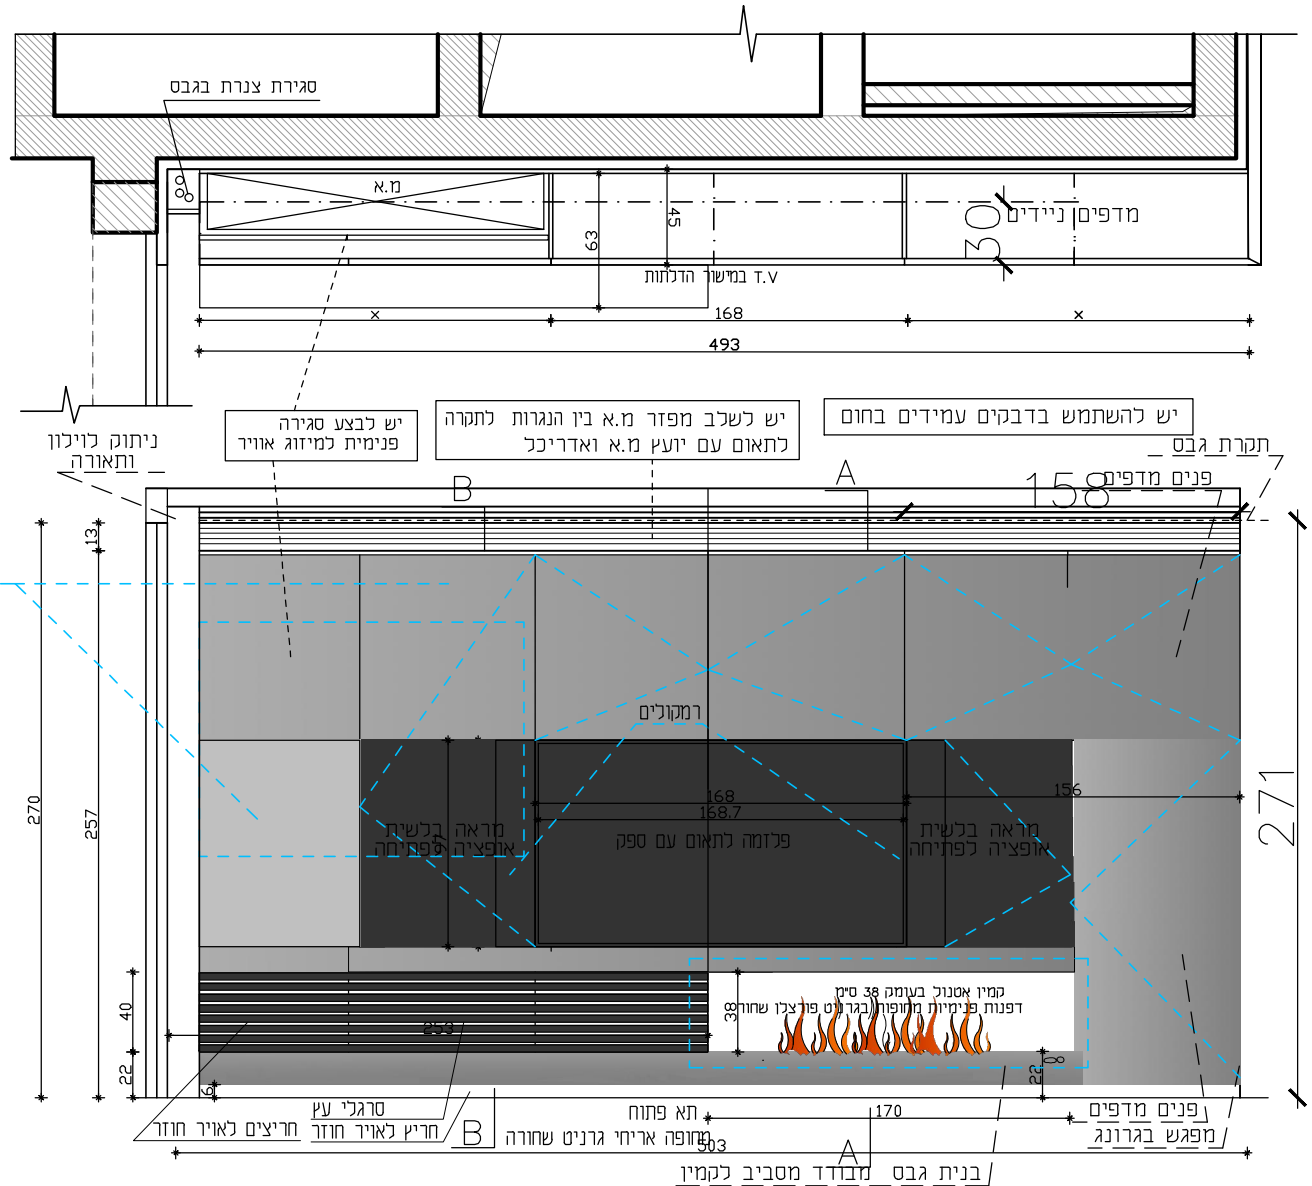 סגירת צנרת בגבס
מ.א
מדפים ניידים
30
45
63
T.V במישור הדלתות
x
168
x
493
יש לבצע סגירה
פנימית למיזוג אוויר
יש לשלב מפזר מ.א בין הנגרות לתקרה
לתאום עם יועץ מ.א ואדריכל
יש להשתמש בדבקים עמידים בחום
ניתוק לוילון
ותאורה
תקרת גבס
פנים מדפים
B
A
158
13
270
257
271
רמקולים
168
168.7
156
מראה בלשית
אופציה לפתיחה
פלזמה לתאום עם ספק
מראה בלשית
אופציה לפתיחה
קמין אטנול בעומק 38 ס"מ
דפנות פנימיות מחופות בגרניט פורצלו שחור
40
38
253
22
22
8
6
סרגלי עץ
חריץ לאויר חוזר
חריצים לאויר חוזר
B
תא פתוח
מחופה אריחי גרניט שחורה
170
503
A
פנים מדפים
מפגש בגרונג
בנית גבס מבודד מסביב לקמין